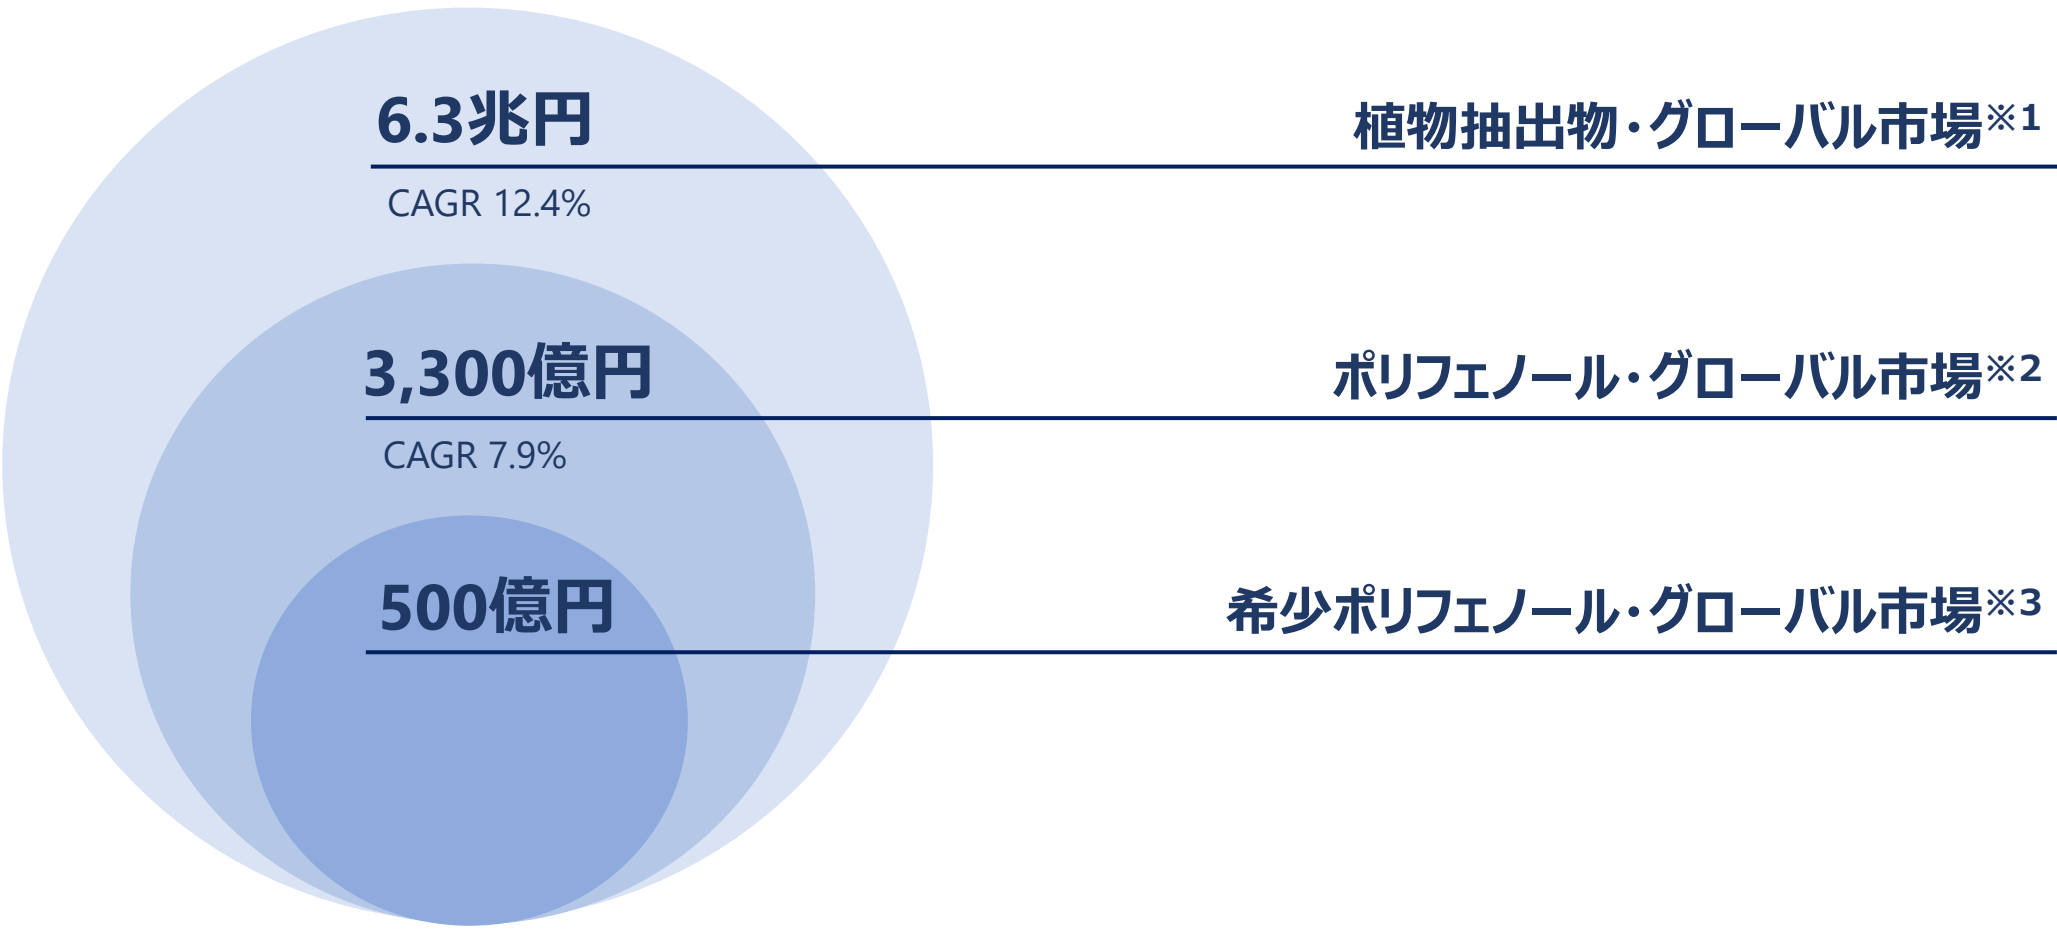 6.3兆円
植物抽出物・グローバル市場※1
CAGR 12.4%
3,300億円
ポリフェノール・グローバル市場※2
CAGR 7.9%
500億円
希少ポリフェノール・グローバル市場※3